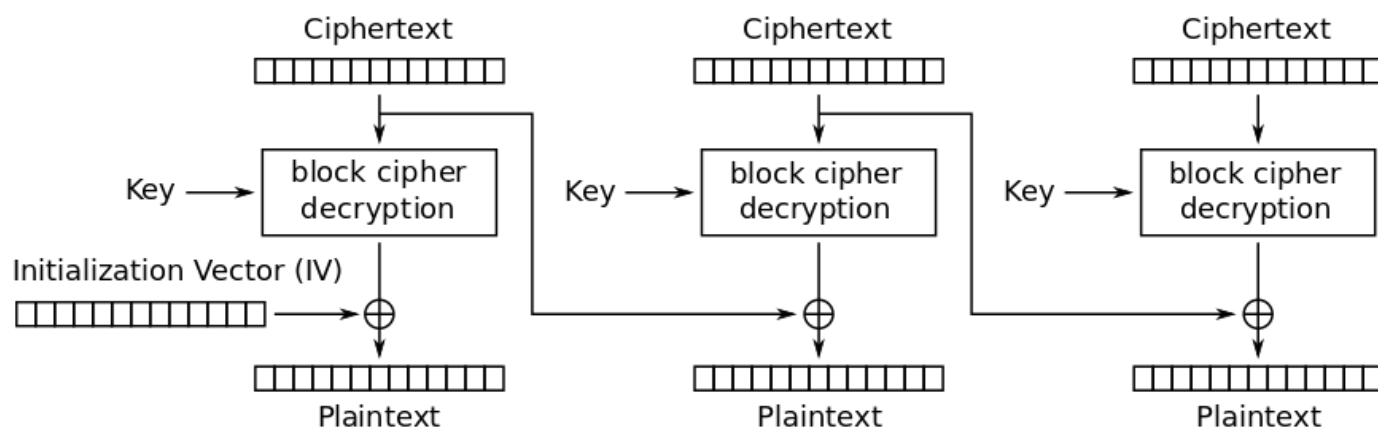 Ciphertext
Ciphertext
Ciphertext
block cipher
decryption
block cipher
decryption
block cipher
decryption
Key
Key
Key
Initialization Vector (IV)
Plaintext
Plaintext
Plaintext